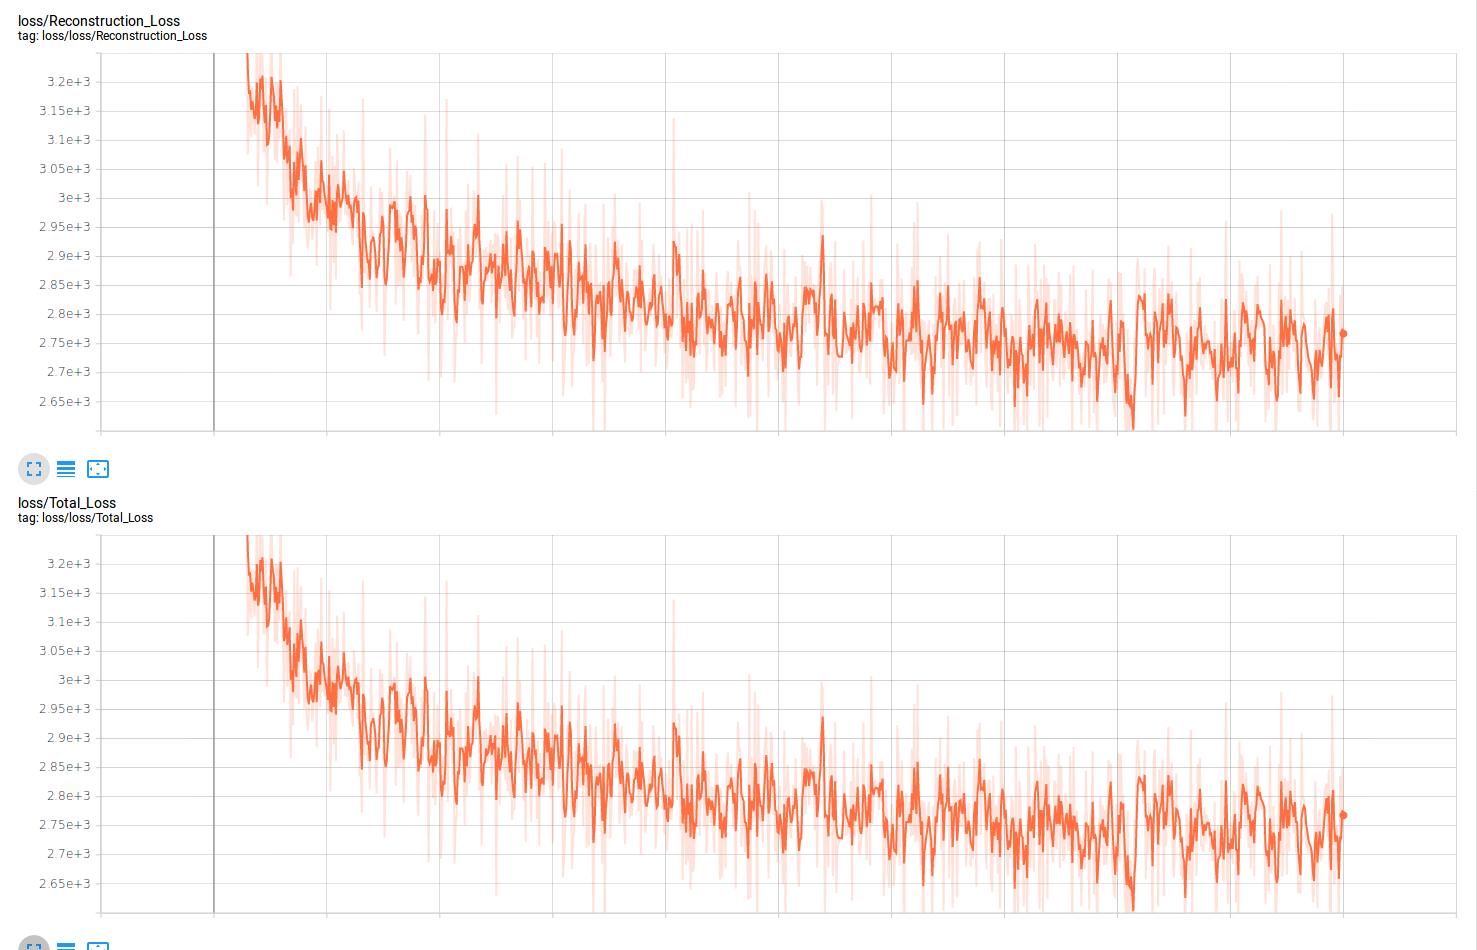 loss/Reconstruction_Loss
tag: loss/loss/Reconstruction_Loss
3.2e+3
3.15e+3
3.1e+3
3.05e+3
3e+3
2.95e+3
2.9e+3
2.85e+3
2.8e+3
2.75e+3
2.7e+3
2.65e+3
loss/Total_Loss
tag: loss/loss/Total_Loss
3.2e+3
3.15e+3
3.1e+3
3.05e+3
3e+3
2.95e+3
2.9e+3
2.85e+3
2.8e+3
2.75e+3
2.7e+3
2.65e+3